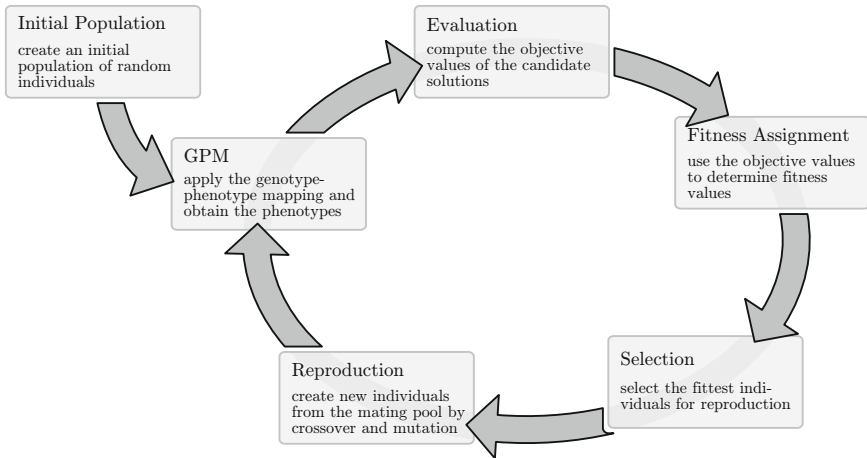 Initial Population
create an initial
population of random
individuals
Evaluation
compute the objective
values of the candidate
solutions
GPM
apply the genotype-
phenotype mapping and
obtain the phenotypes
Fitness Assignment
use the objective values
to determine fitness
values
Reproduction
create new individuals
from the mating pool by
crossover and mutation
Selection
select the fittest indi-
viduals for reproduction